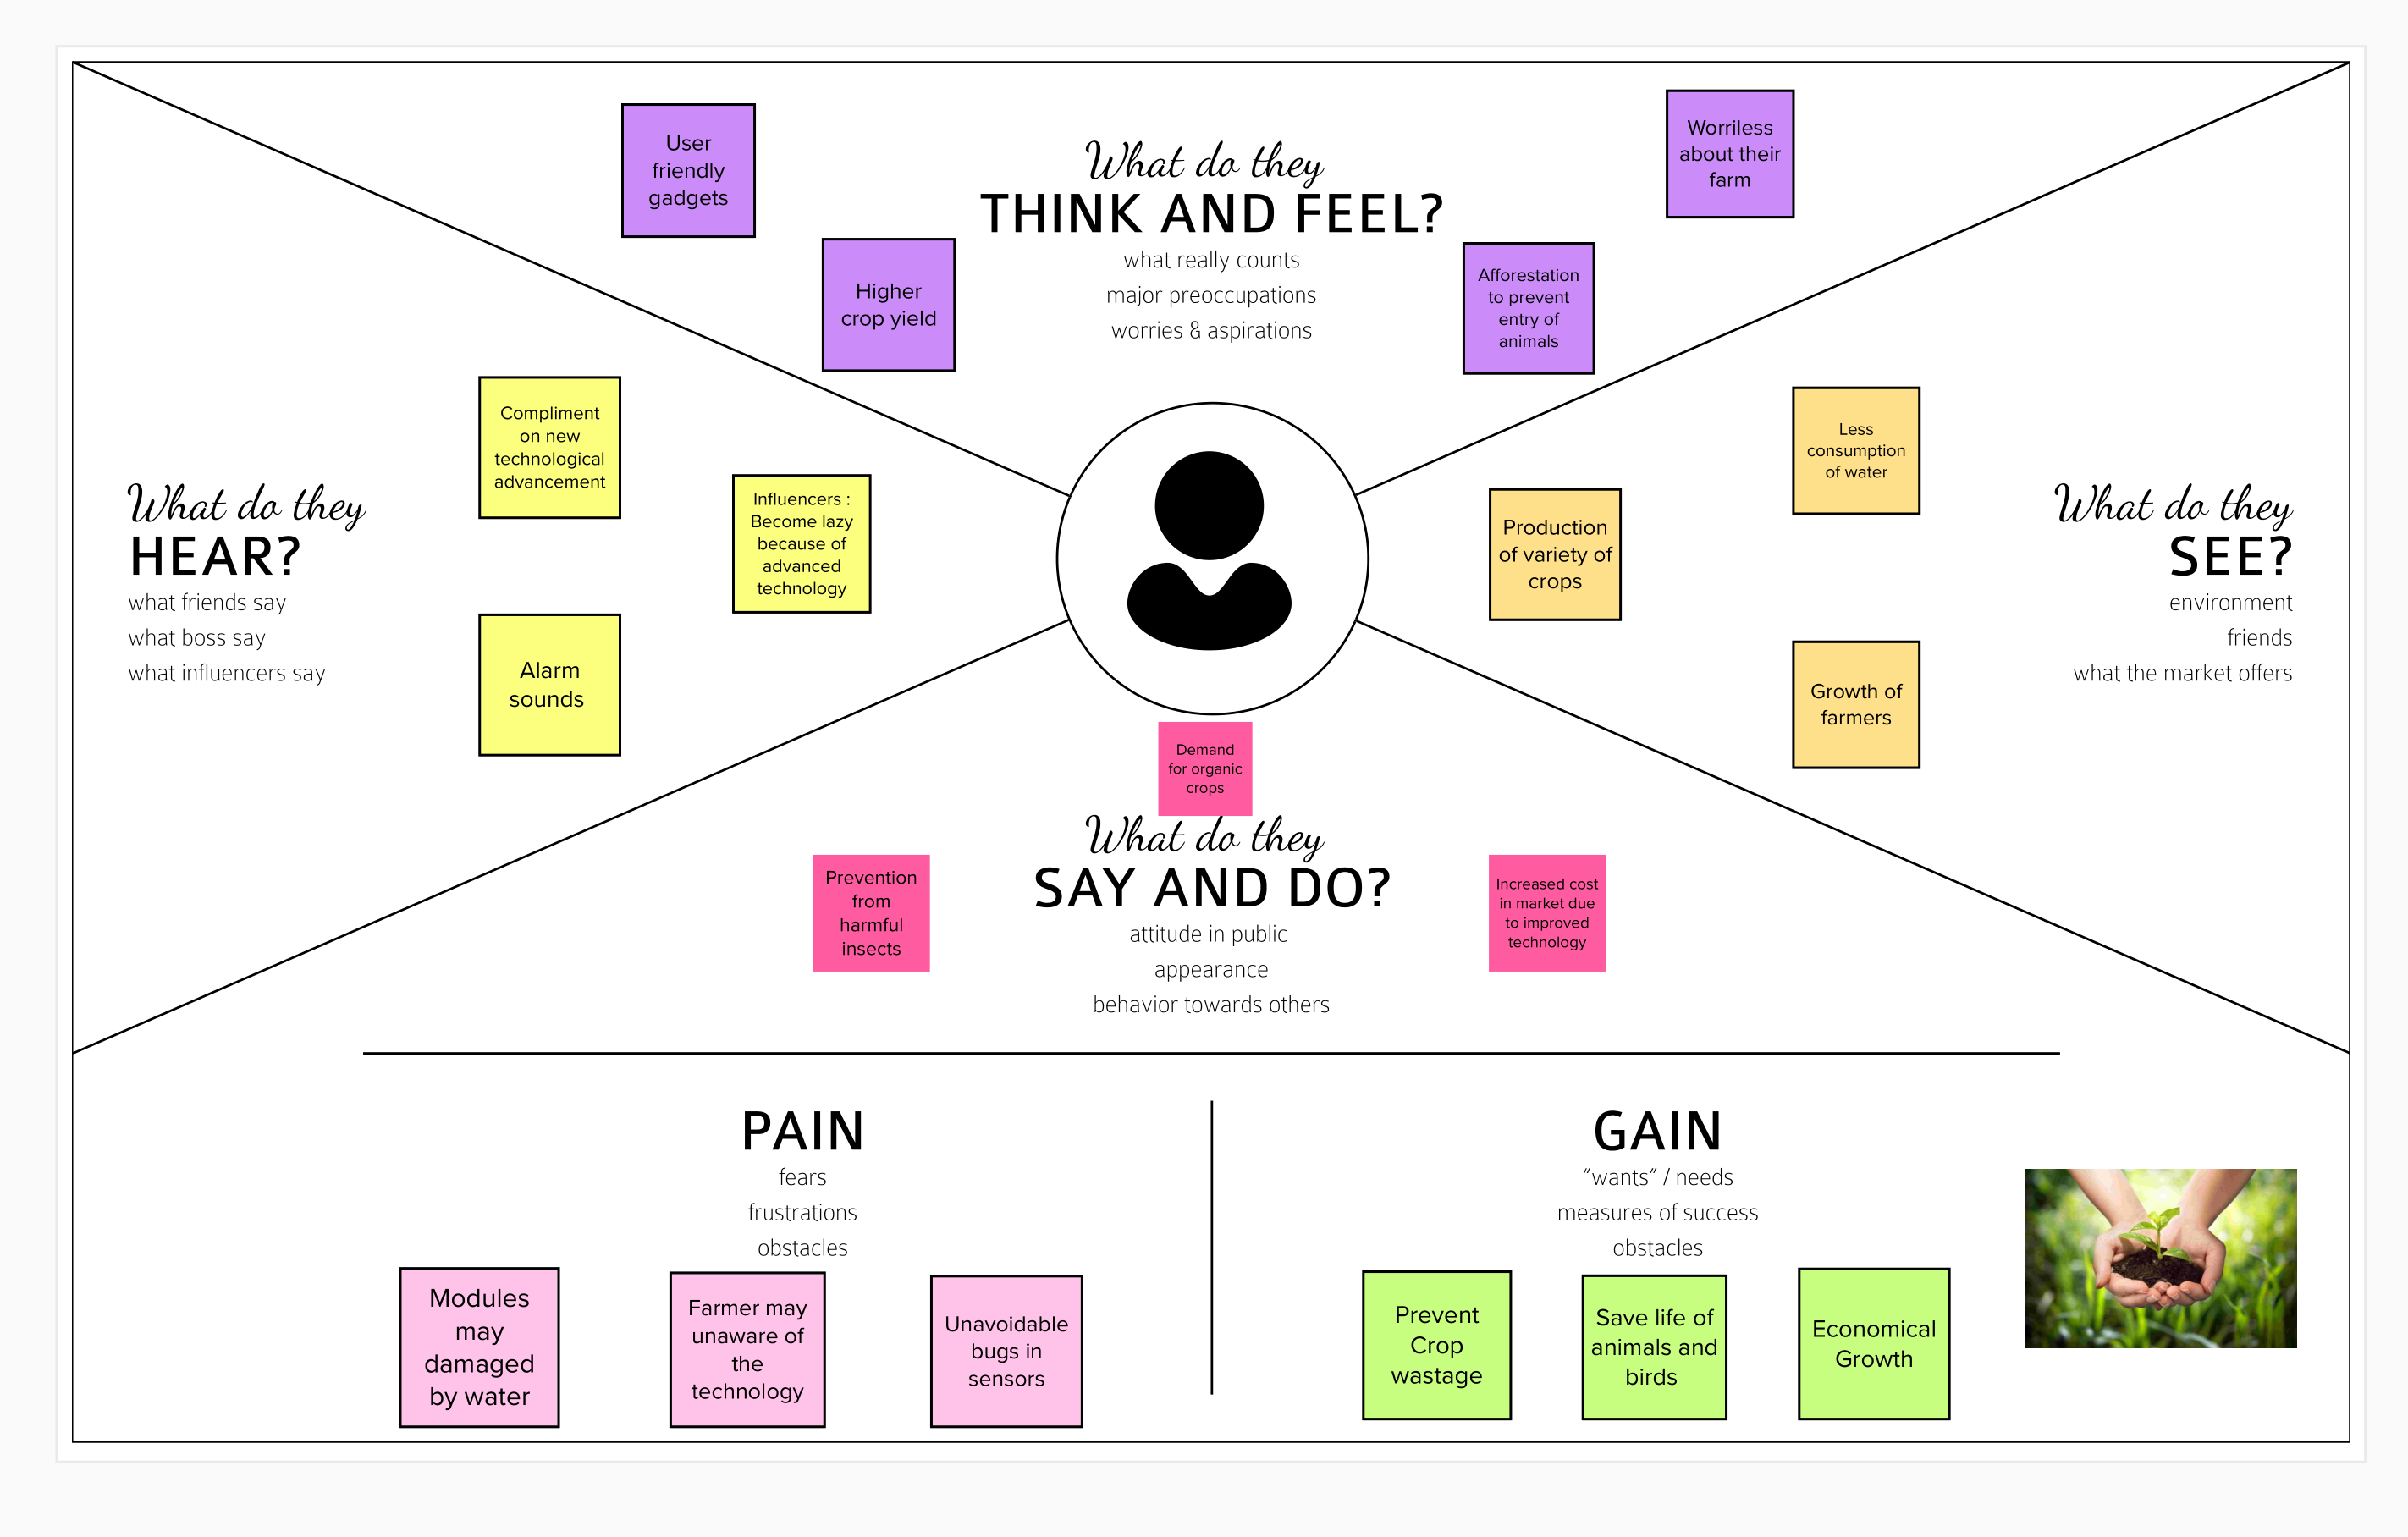 User
friendly
gadgets
Higher
crop yield
What do they
THINK AND FEEL?
what really counts
major preoccupations
worries & aspirations
Worriless
about their
farm
Afforestation
to prevent
entry of
animals
What do they
HEAR?
what friends say
what boss say
what influencers say
Compliment
on new
technological
advancement
Influencers :
Become lazy
because of
advanced
technology
Alarm
sounds
Production
of variety of
crops
Less
consumption
of water
Growth of
farmers
What do they
SEE?
environment
friends
what the market offers
Demand
for organic
crops
What do they
SAY AND DO?
attitude in public
appearance
behavior towards others
Prevention
from
harmful
insects
Increased cost
in market due
to improved
technology
PAIN
fears
frustrations
obstacles
Modules
may
damaged
by water
Farmer may
unaware of
the
technology
Unavoidable
bugs in
sensors
GAIN
“wants” / needs
measures of success
obstacles
Prevent
Crop
wastage
Save life of
animals and
birds
Economical
Growth